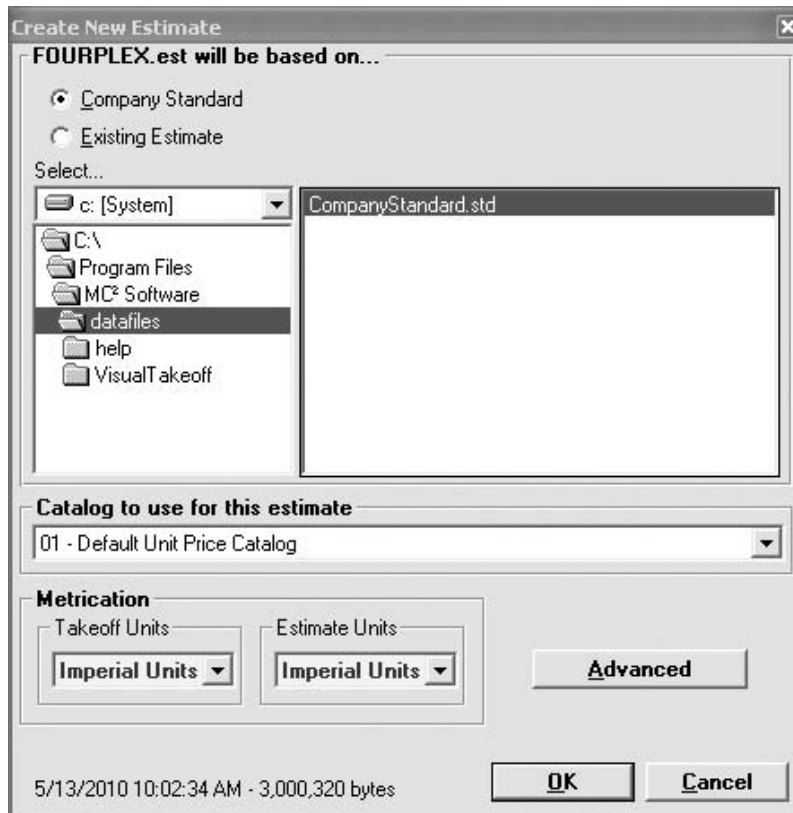 Create New Estimate
FOURPLEX.est will be based on...
Company Standard
Existing Estimate
Select...
c: [System]
CompanyStandard.std
C:\
Program Files
MC² Software
datafiles
help
VisualTakeoff
Catalog to use for this estimate
01 - Default Unit Price Catalog
Metrication
Takeoff Units
Estimate Units
Imperial Units
Imperial Units
Advanced
5/13/2010 10:02:34 AM - 3,000,320 bytes
OK
Cancel